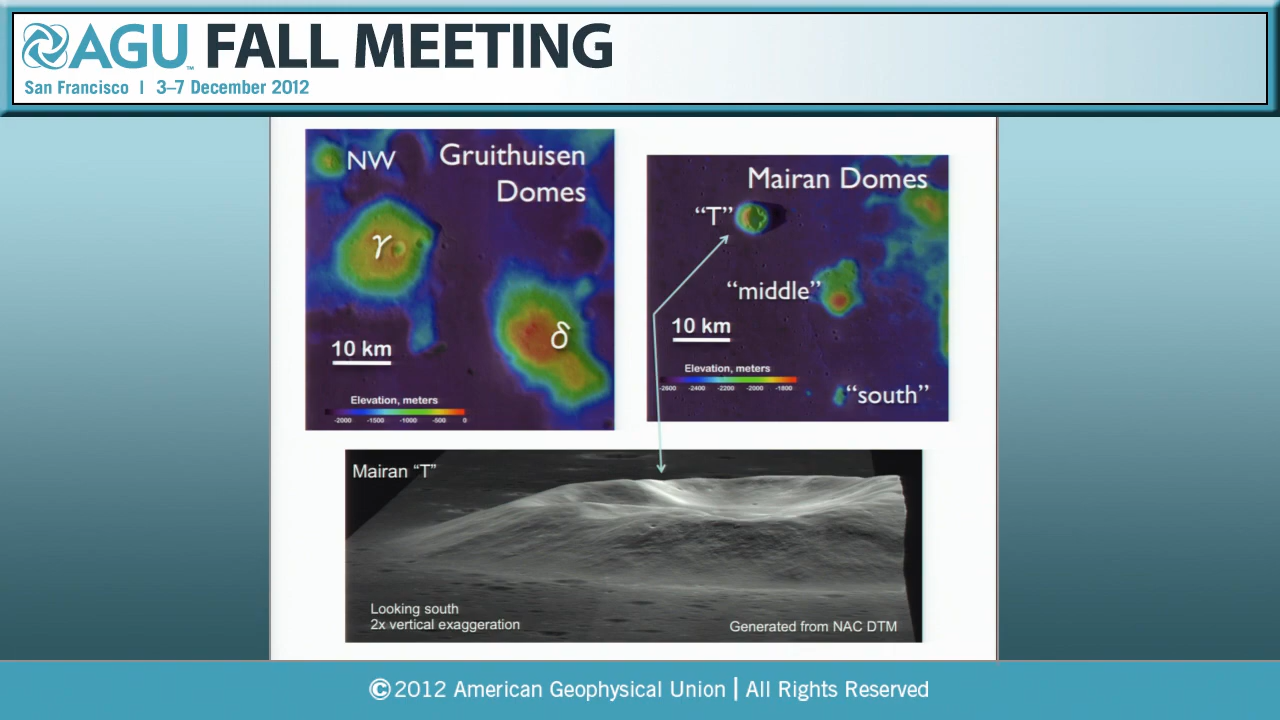 AGU™ FALL MEETING
San Francisco | 3–7 December 2012
NW
Gruithuisen
Domes
γ
δ
10 km
Elevation, meters
-2000 -1500 -1000 -500 0
Mairan Domes
“T”
“middle”
10 km
Elevation, meters
-2600 -2400 -2200 -2000 -1800
“south”
Mairan “T”
Looking south
2x vertical exaggeration
Generated from NAC DTM
©2012 American Geophysical Union | All Rights Reserved